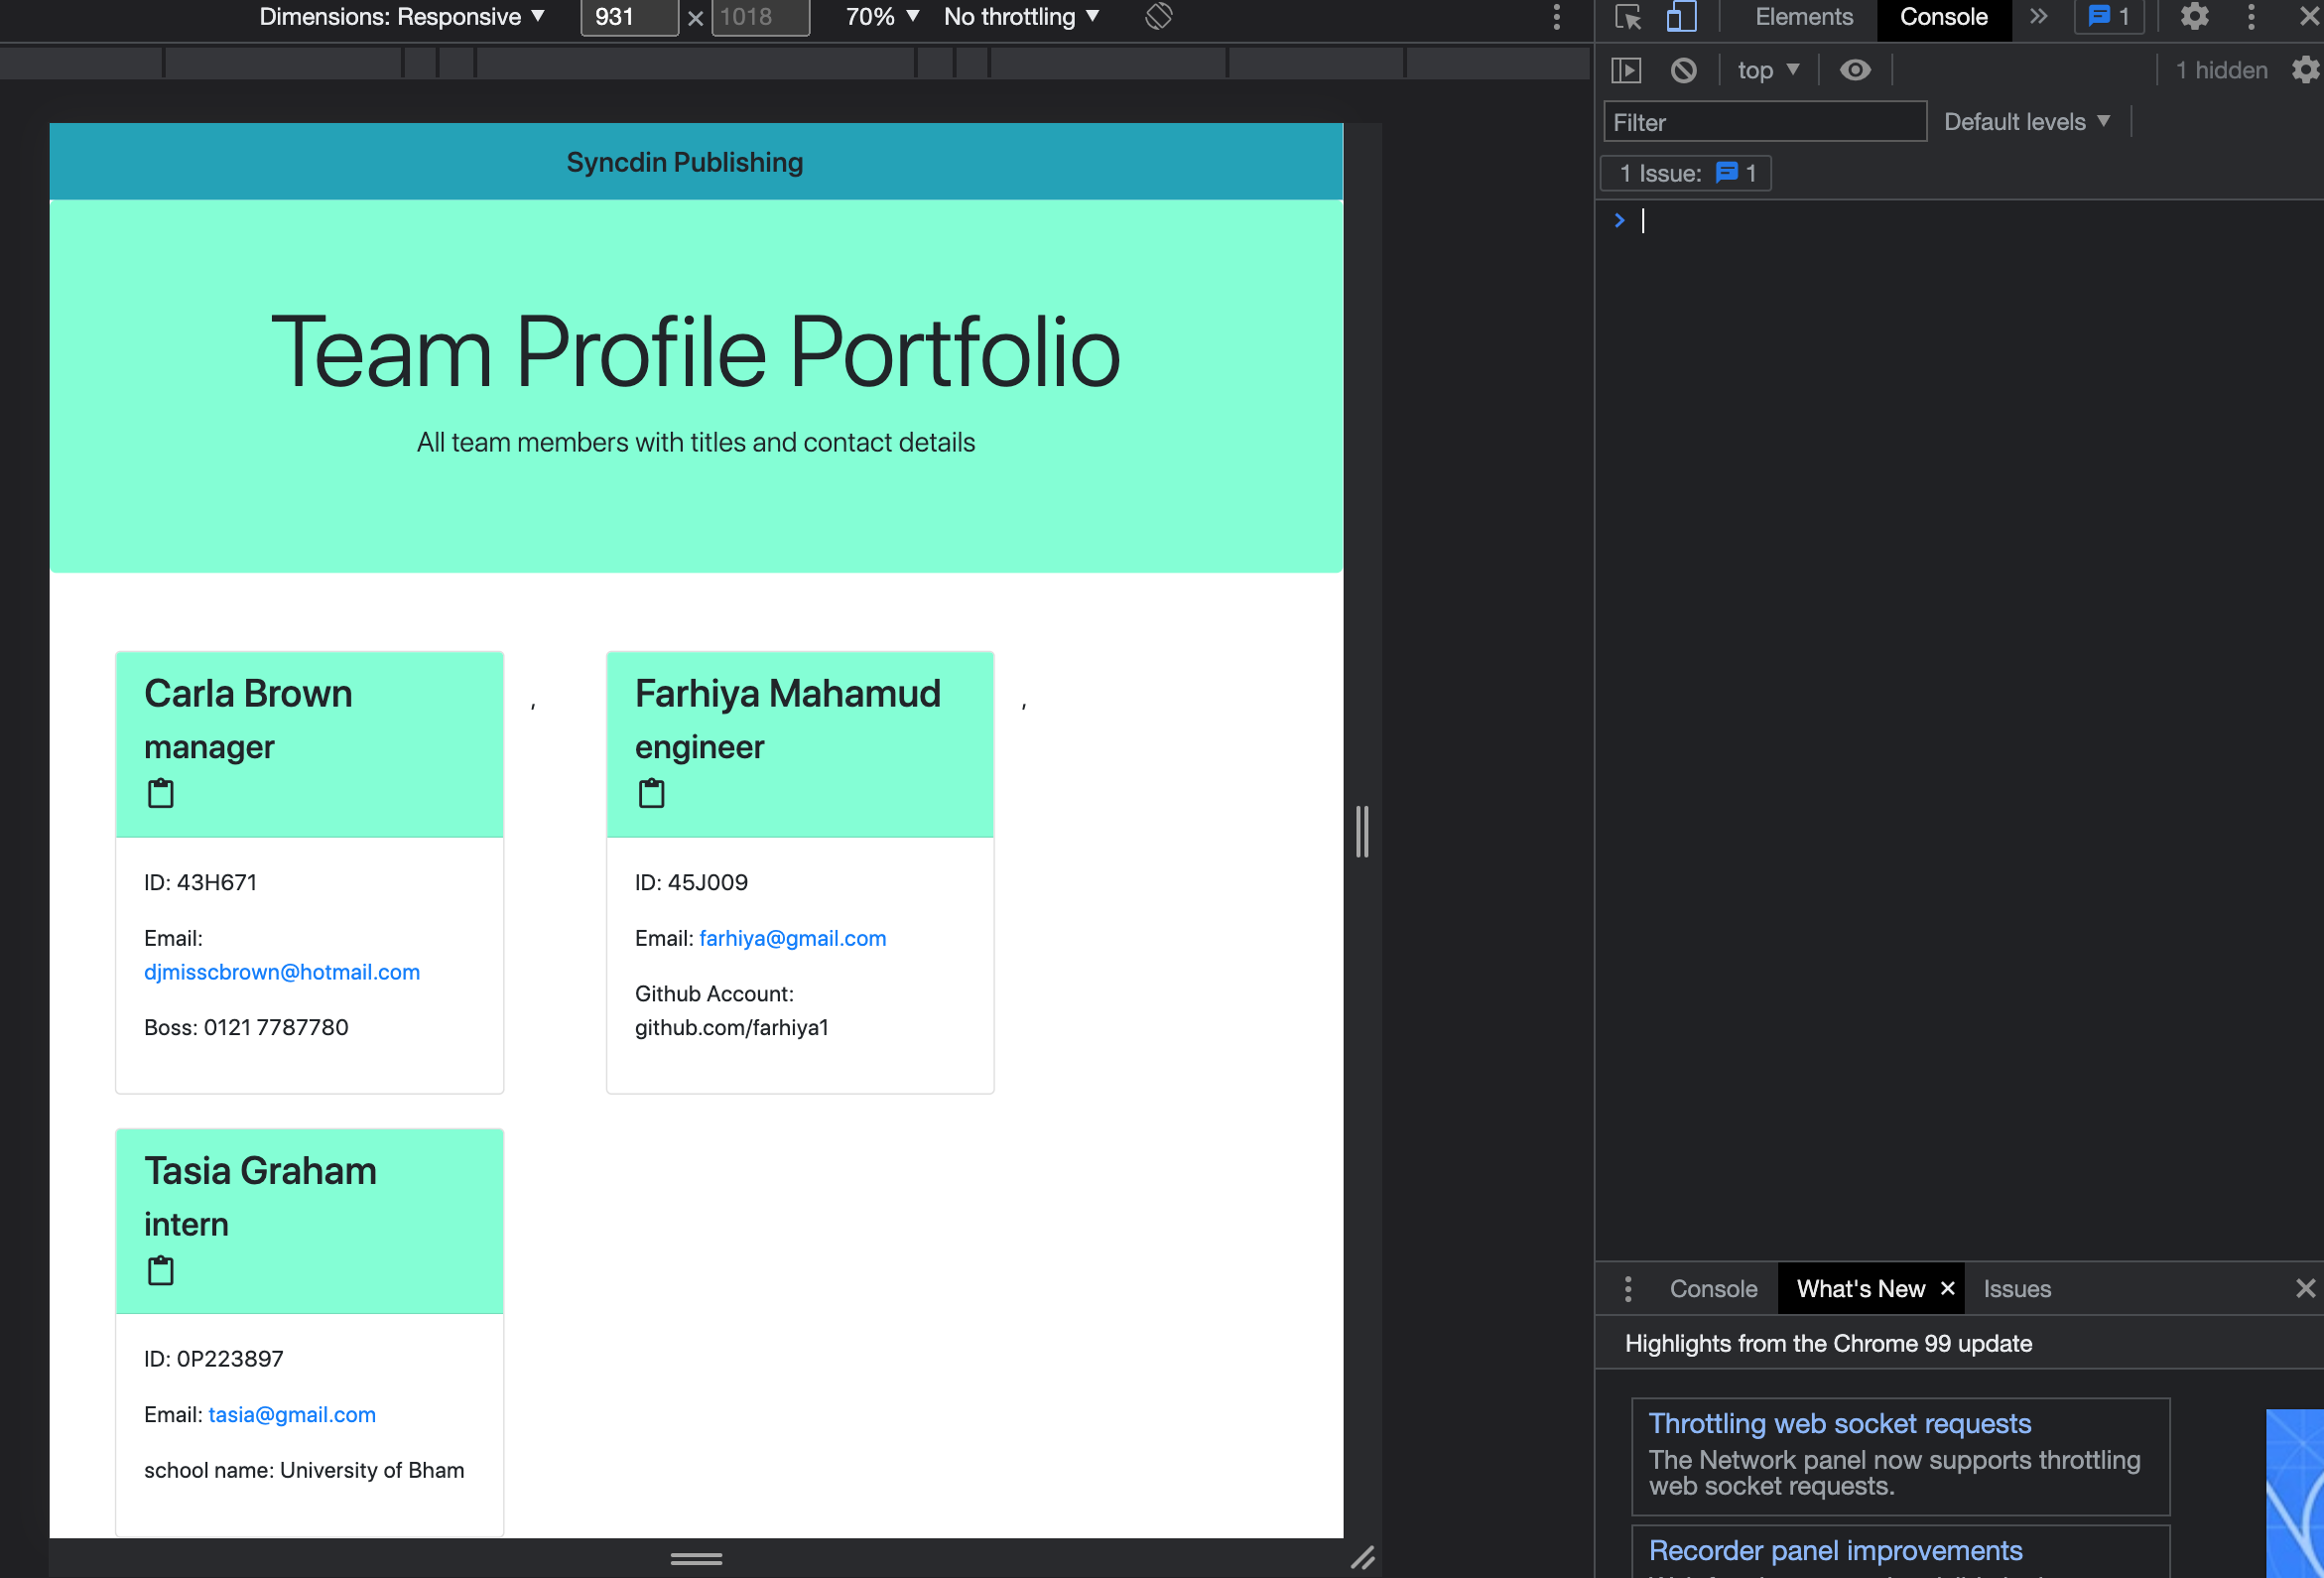 Dimensions: Responsive ▼ 931 × 1018 70% ▼ No throttling ▼
Syncdin Publishing
Team Profile Portfolio
All team members with titles and contact details
Carla Brown
manager
ID: 43H671
Email:
djmisscbrown@hotmail.com
Boss: 0121 7787780
,
Farhiya Mahamud
engineer
ID: 45J009
Email: farhiya@gmail.com
Github Account:
github.com/farhiya1
,
Tasia Graham
intern
ID: 0P223897
Email: tasia@gmail.com
school name: University of Bham
Elements Console » 1
top ▼ 1 hidden
Filter Default levels ▼
1 Issue: 1
>
Console What's New × Issues
Highlights from the Chrome 99 update
Throttling web socket requests
The Network panel now supports throttling
web socket requests.
Recorder panel improvements